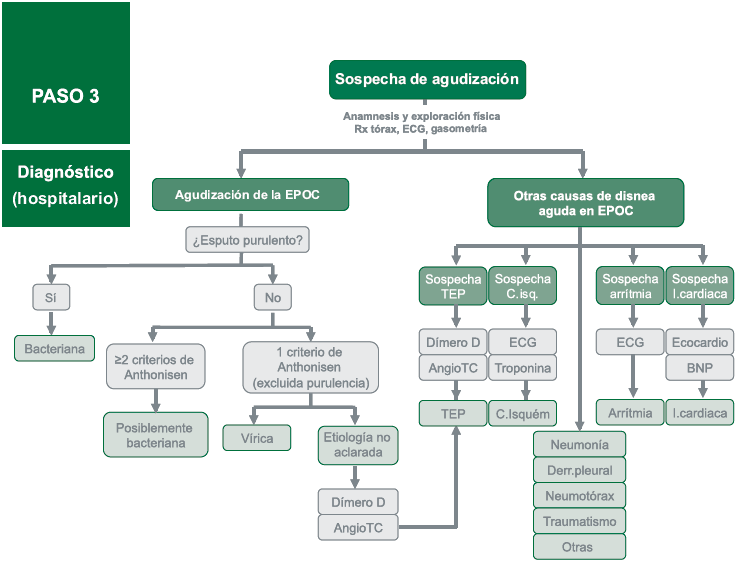 PASO 3
Diagnóstico
(hospitalario)
Sospecha de agudización
Anamnesis y exploración física
Rx tórax, ECG, gasometría
Agudización de la EPOC
Otras causas de disnea
aguda en EPOC
¿Esputo purulento?
Si
No
Bacteriana
≥2 criterios de
Anthonisen
1 criterio de
Anthonisen
(excluida purulencia)
Posiblemente
bacteriana
Vírica
Etiología no
aclarada
Dímero D
AngioTC
Sospecha
TEP
Sospecha
C.isq.
Sospecha
arrítmia
Sospecha
I.cardiaca
Dímero D
AngioTC
ECG
Troponina
ECG
Ecocardio
BNP
TEP
C.Isquém
Arrítmia
I.cardiaca
Neumonía
Derr.pleural
Neumotórax
Traumatismo
Otras